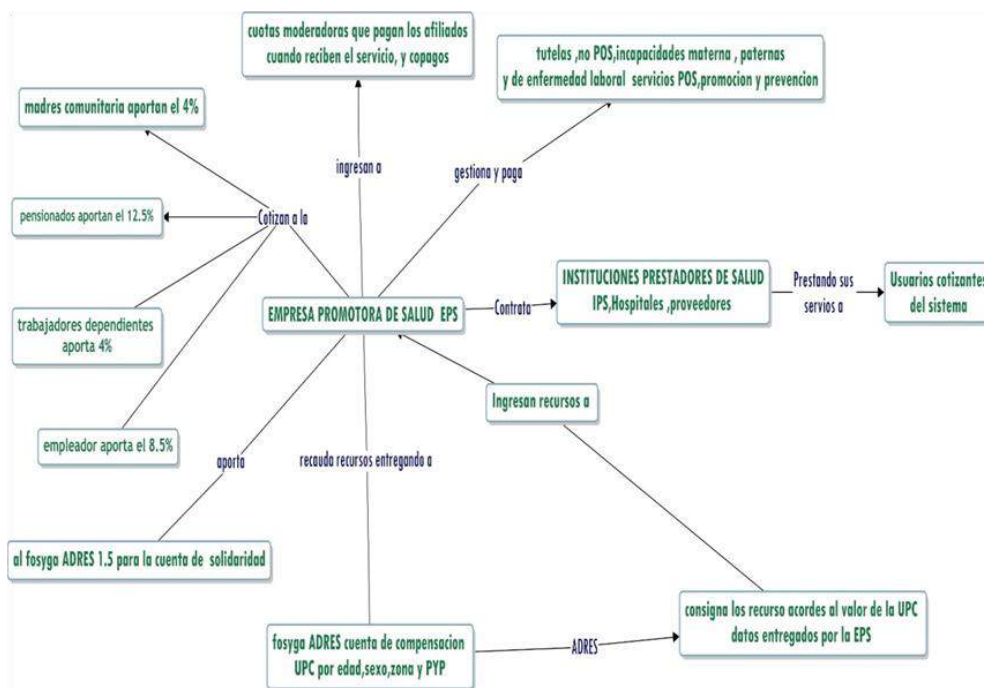 cuotas moderadoras que pagan los afiliados
cuando reciben el servicio, y copagos
tutelas ,no POS,incapacidades materna , paternas
y de enfermedad laboral servicios POS,promocion y prevencion
madres comunitaria aportan el 4%
ingresan a
gestiona y paga
pensionados aportan el 12.5%
Cotizan a la
INSTITUCIONES PRESTADORES DE SALUD
IPS,Hospitales ,proveedores
Prestando sus
servios a
Usuarios cotizantes
del sistema
EMPRESA PROMOTORA DE SALUD EPS
Contrata
trabajadores dependientes
aporta 4%
Ingresan recursos a
empleador aporta el 8.5%
aporta
recauda recursos entregando a
al fosyga ADRES 1.5 para la cuenta de solidaridad
consigna los recurso acordes al valor de la UPC
datos entregados por la EPS
fosyga ADRES cuenta de compensacion
UPC por edad,sexo,zona y PYP
ADRES